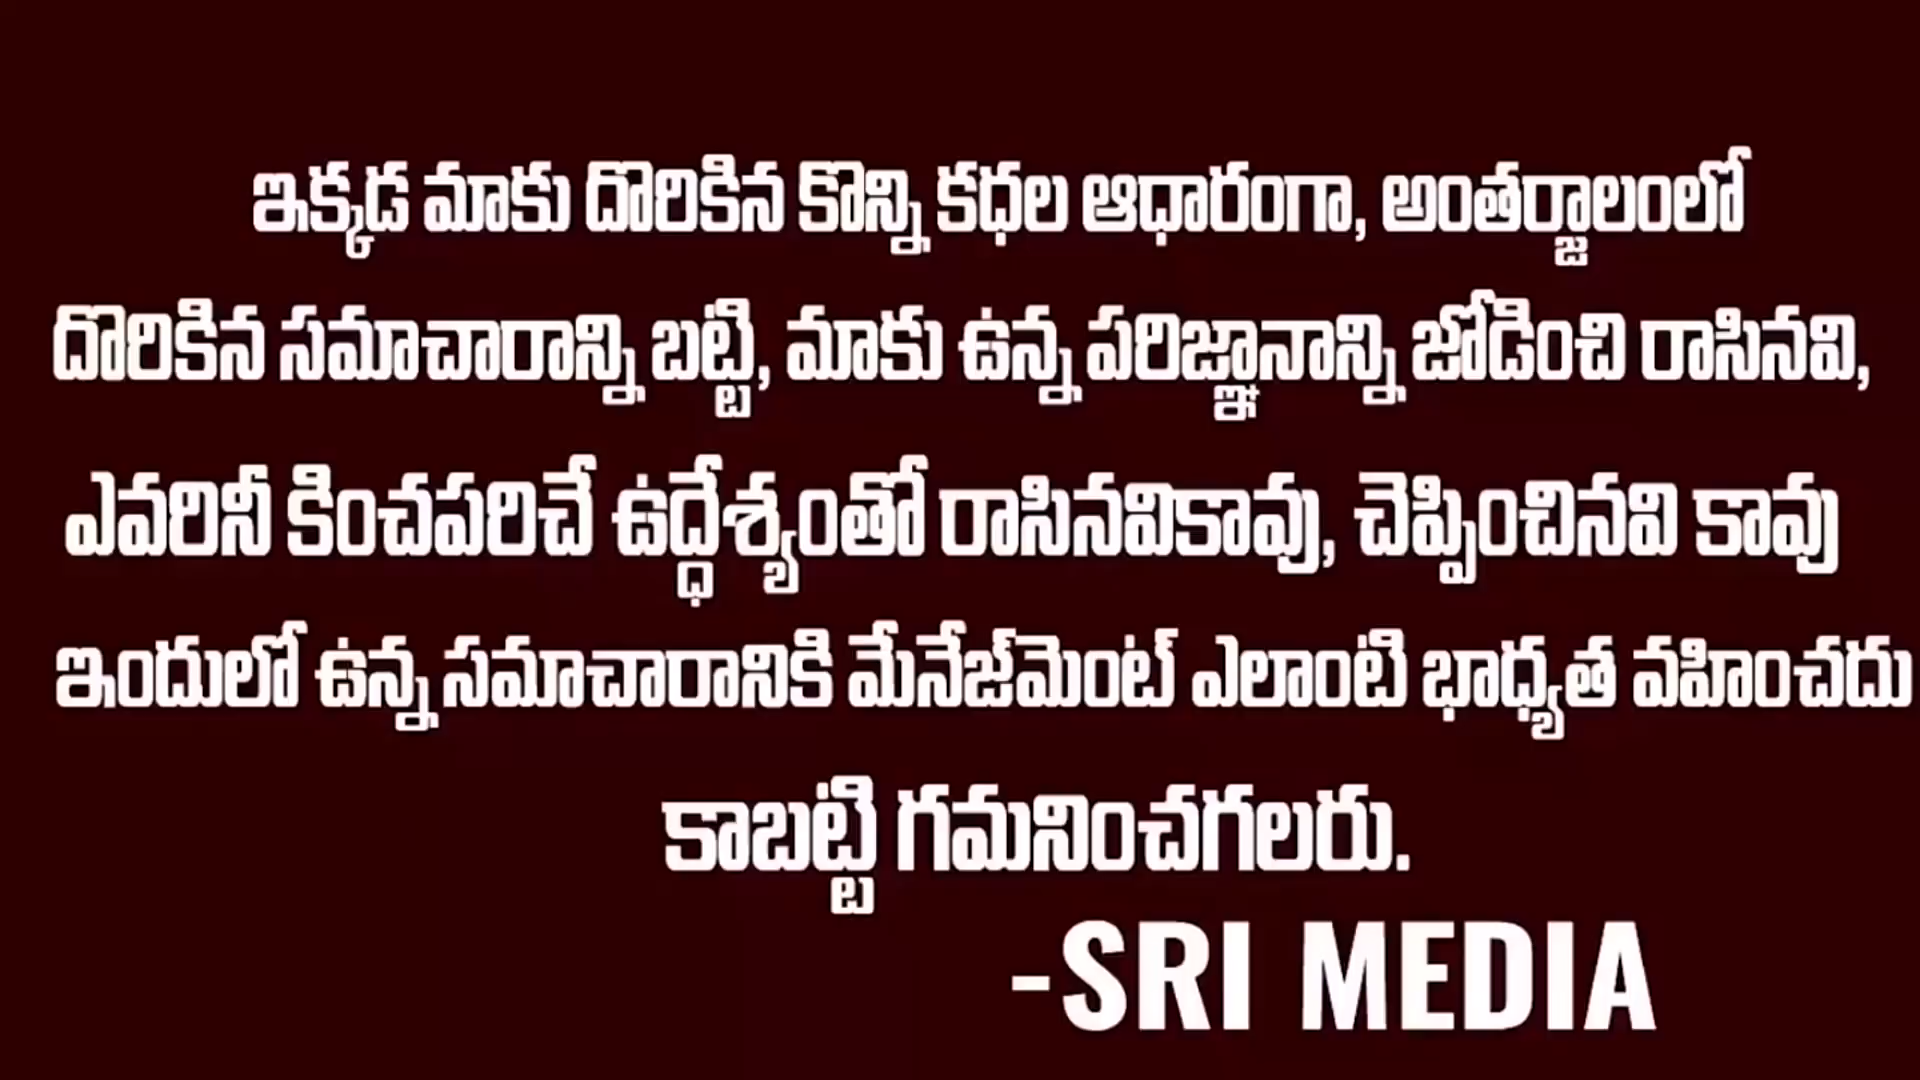 ఇక్కడ మాకు దొరికిన కొన్ని కధల ఆధారంగా, అంతర్జాలంలో
దొరికిన సమాచారాన్ని బట్టి, మాకు ఉన్న పరిజ్ఞానాన్ని జోడించి రాసినవి,
ఎవరినీ కించపరిచే ఉద్ధేశ్యంతో రాసినవికావు, చెప్పించినవి కావు
ఇందులో ఉన్న సమాచారానికి మేనేజ్‌మెంట్ ఎలాంటి భాధ్యత వహించదు
కాబట్టి గమనించగలరు.
-SRI MEDIA